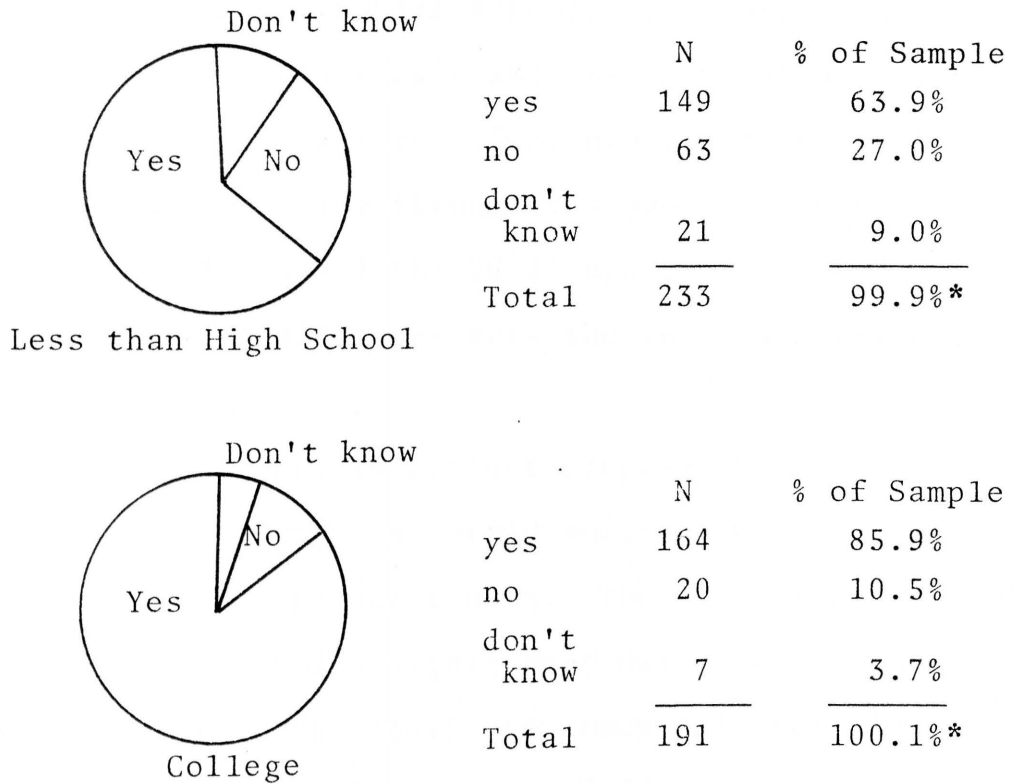 Don't know
Yes
No
Less than High School
N % of Sample
yes 149 63.9%
no 63 27.0%
don't
know 21 9.0%
Total 233 99.9%*
Don't know
No
Yes
College
N % of Sample
yes 164 85.9%
no 20 10.5%
don't
know 7 3.7%
Total 191 100.1%*